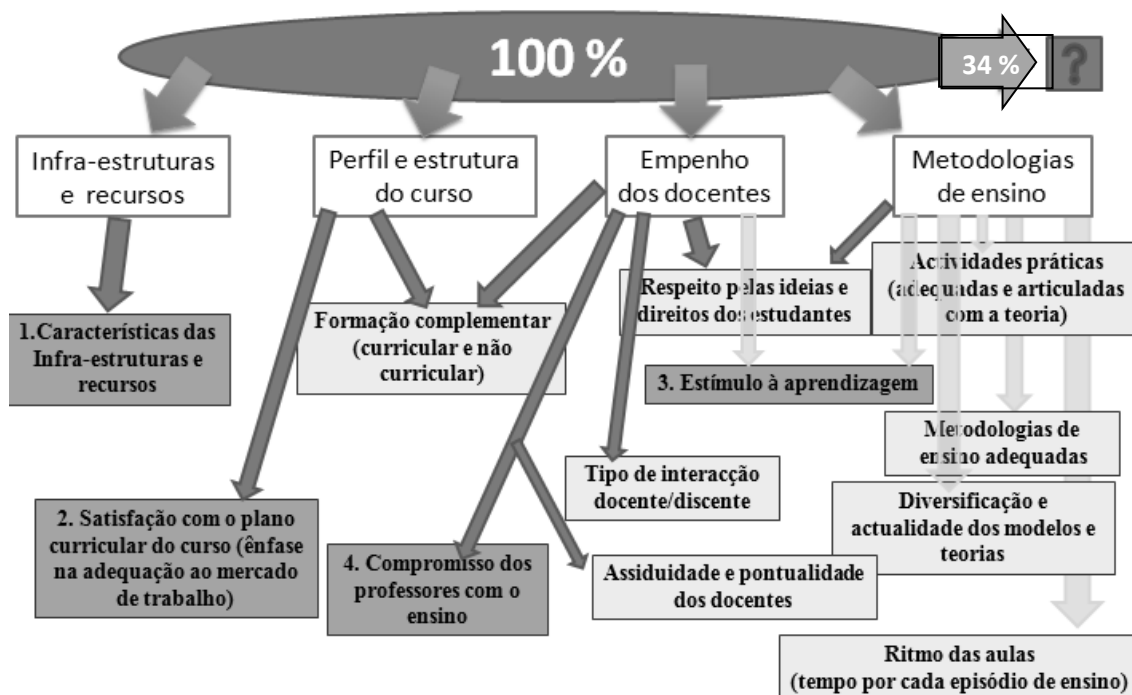 100 %
34 %
?
Infra-estruturas
e recursos
Perfil e estrutura
do curso
Empenho
dos docentes
Metodologias
de ensino
1.Características das
Infra-estruturas e
recursos
Formação complementar
(curricular e não
curricular)
Respeito pelas ideias e
direitos dos estudantes
Actividades práticas
(adequadas e articuladas
com a teoria)
3. Estímulo à aprendizagem
Metodologias de
ensino adequadas
Tipo de interacção
docente/discente
Diversificação e
actualidade dos modelos e
teorias
2. Satisfação com o plano
curricular do curso (ênfase
na adequação ao mercado
de trabalho)
4. Compromisso dos
professores com o
ensino
Assiduidade e pontualidade
dos docentes
Ritmo das aulas
(tempo por cada episódio de ensino)